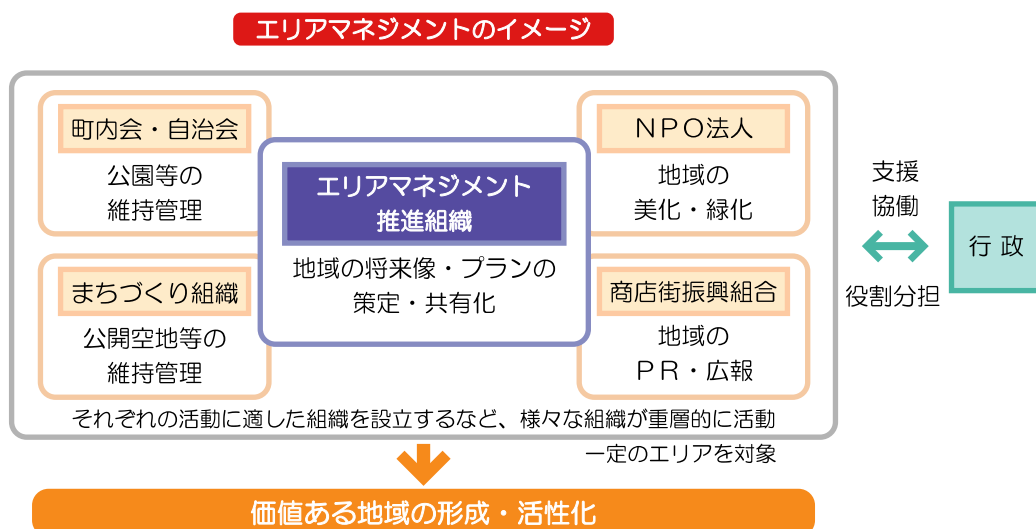 エリアマネジメントのイメージ
町内会・自治会
公園等の
維持管理
NPO法人
地域の
美化・緑化
エリアマネジメント
推進組織
地域の将来像・プランの
策定・共有化
まちづくり組織
公開空地等の
維持管理
商店街振興組合
地域の
PR・広報
それぞれの活動に適した組織を設立するなど、様々な組織が重層的に活動
一定のエリアを対象
支援
協働
役割分担
行政
価値ある地域の形成・活性化